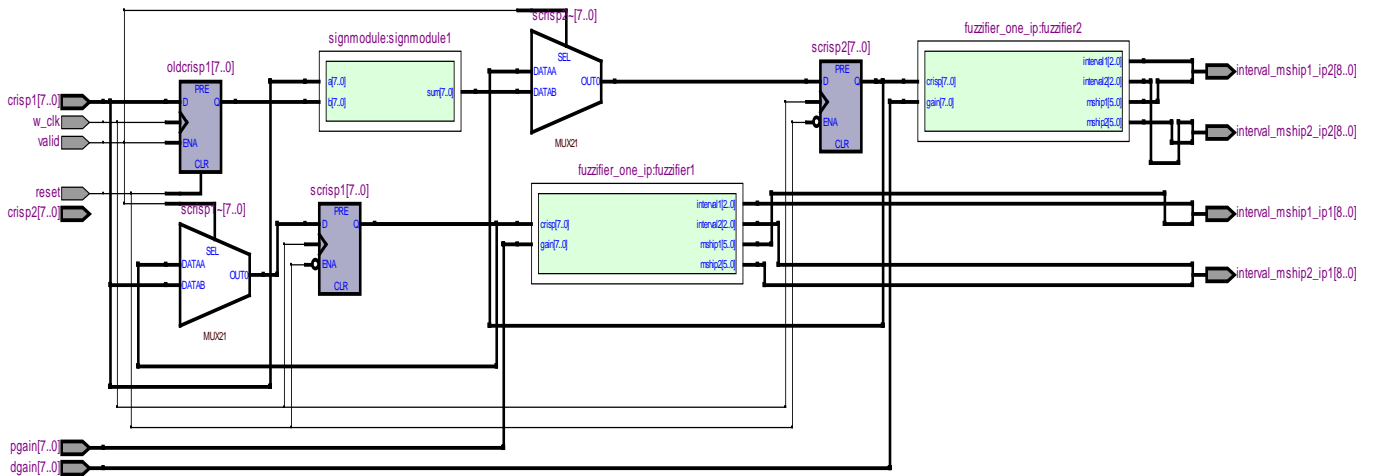 scrisp2~[7..0]
fuzzifier_one_ip:fuzzifier2
signmodule:signmodule1
SEL
scrisp2[7..0]
oldcrisp1[7..0]
PRE
interval1[2..0]
DATAA
OUT0
D
Q
crisp[7..0]
interval2[2..0]
interval_mship1_ip2[8..0]
PRE
a[7..0]
DATAB
sum[7..0]
gain[7..0]
mship1[5..0]
crisp1[7..0]
D
Q
b[7..0]
ENA
mship2[5..0]
w_clk
interval_mship2_ip2[8..0]
valid
ENA
MUX21
CLR
CLR
fuzzifier_one_ip:fuzzifier1
reset
scrisp1[7..0]
crisp2[7..0]
scrisp1~[7..0]
PRE
interval1[2..0]
interval_mship1_ip1[8..0]
D
Q
crisp[7..0]
interval2[2..0]
SEL
gain[7..0]
mship1[5..0]
DATAA
ENA
mship2[5..0]
OUT0
interval_mship2_ip1[8..0]
DATAB
CLR
MUX21
pgain[7..0]
dgain[7..0]